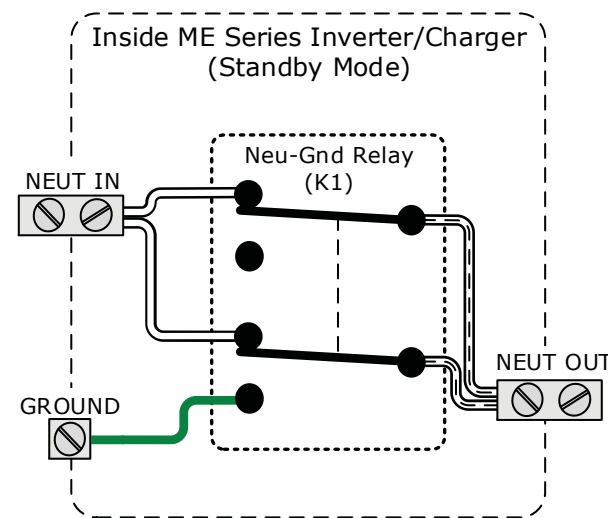 Inside ME Series Inverter/Charger
(Standby Mode)
Neu-Gnd Relay
(K1)
NEUT IN
NEUT OUT
GROUND